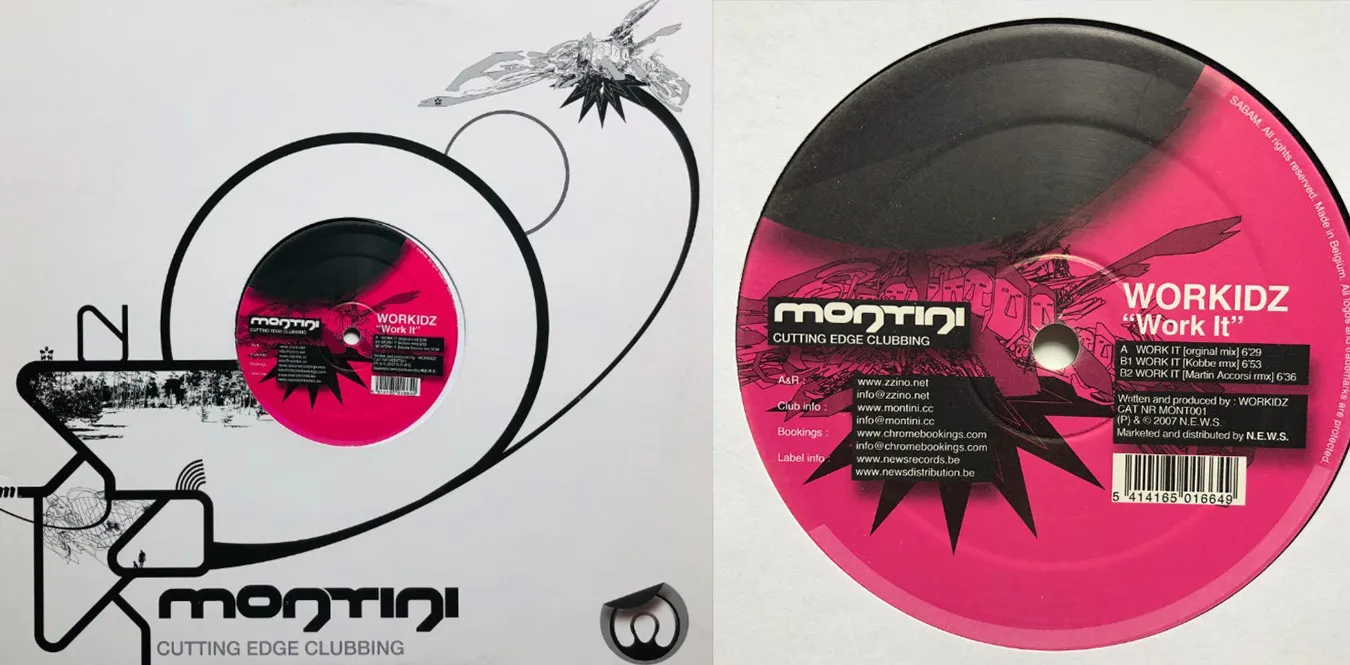 WORKIDZ
"Work It"
montini
CUTTING EDGE CLUBBING
montini
CUTTING EDGE CLUBBING
SABAM. All rights reserved. Made in Belgium. All logos and trademarks are protected.
WORKIDZ
"Work It"
montini
CUTTING EDGE CLUBBING
A WORK IT [orginal mix] 6'29
B1 WORK IT [Kobbe rmx] 6'53
B2 WORK IT [Martin Accorsi rmx] 6'36
Written and produced by : WORKIDZ
CAT NR MONT001
(P) & © 2007 N.E.W.S.
Marketed and distributed by N.E.W.S.
5 414165 016649
A&R : www.zzino.net
info@zzino.net
Club info : www.montini.cc
info@montini.cc
Bookings : www.chromebookings.com
info@chromebookings.com
Label info : www.newsrecords.be
www.newsdistribution.be